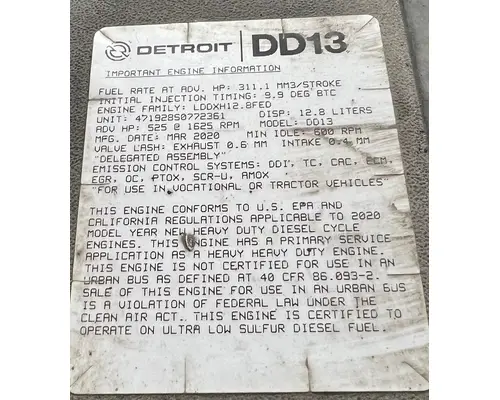 DETROIT DD13
IMPORTANT ENGINE INFORMATION
FUEL RATE AT ADV. HP: 311.1 MM3/STROKE
INITIAL INJECTION TIMING: 9.9 DEG BTC
ENGINE FAMILY: LDDXH12.8FED
UNIT: 471928S0772361 DISP: 12.8 LITERS
ADV HP: 525 @ 1625 RPM MODEL: DD13
MFG. DATE: MAR 2020 MIN IDLE: 600 RPM
VALVE LASH: EXHAUST 0.6 MM INTAKE 0.4 MM
"DELEGATED ASSEMBLY"
EMISSION CONTROL SYSTEMS: DDI, TC, CAC, ECM,
EGR, OC, PTOX, SCR-U, AMOX
"FOR USE IN VOCATIONAL OR TRACTOR VEHICLES"
THIS ENGINE CONFORMS TO U.S. EPA AND
CALIFORNIA REGULATIONS APPLICABLE TO 2020
MODEL YEAR NEW HEAVY DUTY DIESEL CYCLE
ENGINES. THIS ENGINE HAS A PRIMARY SERVICE
APPLICATION AS A HEAVY HEAVY DUTY ENGINE.
THIS ENGINE IS NOT CERTIFIED FOR USE IN AN
URBAN BUS AS DEFINED AT 40 CFR 86.093-2.
SALE OF THIS ENGINE FOR USE IN AN URBAN BUS
IS A VIOLATION OF FEDERAL LAW UNDER THE
CLEAN AIR ACT. THIS ENGINE IS CERTIFIED TO
OPERATE ON ULTRA LOW SULFUR DIESEL FUEL.